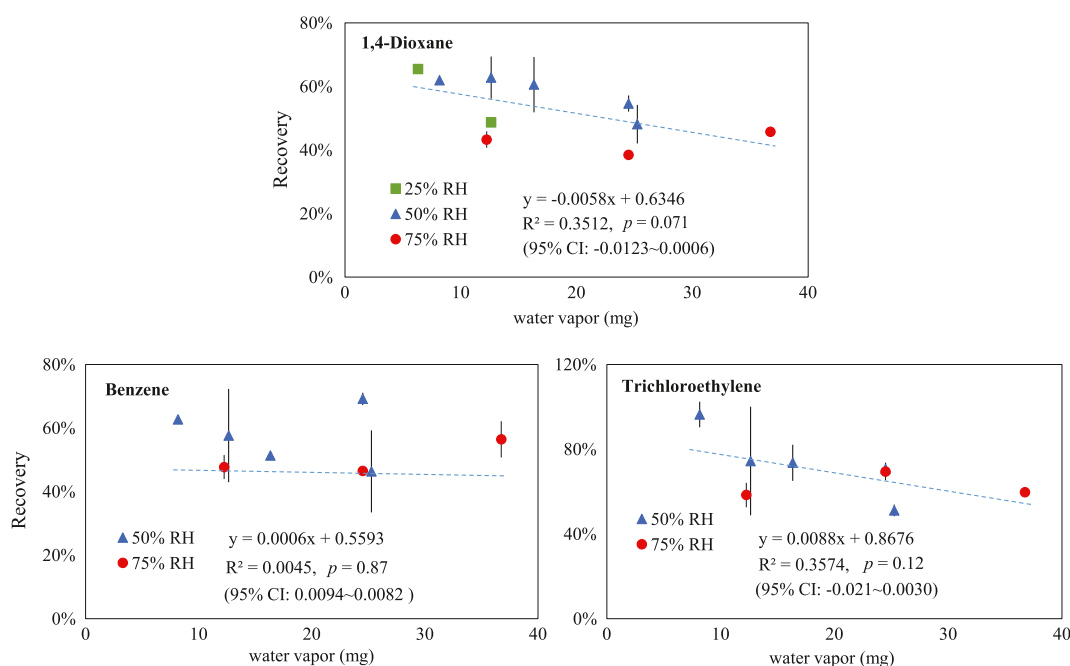 80%
1,4-Dioxane
60%
40%
20%
0%
Recovery
25% RH
50% RH
75% RH
y = -0.0058x + 0.6346
R² = 0.3512, p = 0.071
(95% CI: -0.0123~0.0006)
0 10 20 30 40
water vapor (mg)
80%
Benzene
60%
40%
20%
0%
Recovery
50% RH
75% RH
y = 0.0006x + 0.5593
R² = 0.0045, p = 0.87
(95% CI: 0.0094~0.0082 )
0 10 20 30 40
water vapor (mg)
120%
Trichloroethylene
80%
40%
0%
50% RH
75% RH
y = 0.0088x + 0.8676
R² = 0.3574, p = 0.12
(95% CI: -0.021~0.0030)
0 10 20 30 40
water vapor (mg)